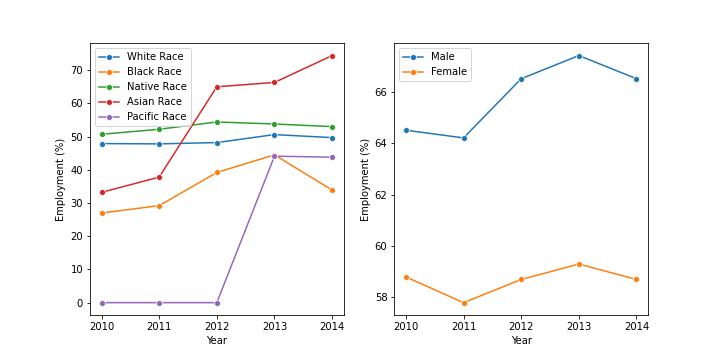 White Race
Black Race
Native Race
Asian Race
Pacific Race
70
60
50
40
30
20
10
0
Employment (%)
2010 2011 2012 2013 2014
Year
Male
Female
66
64
62
60
58
Employment (%)
2010 2011 2012 2013 2014
Year